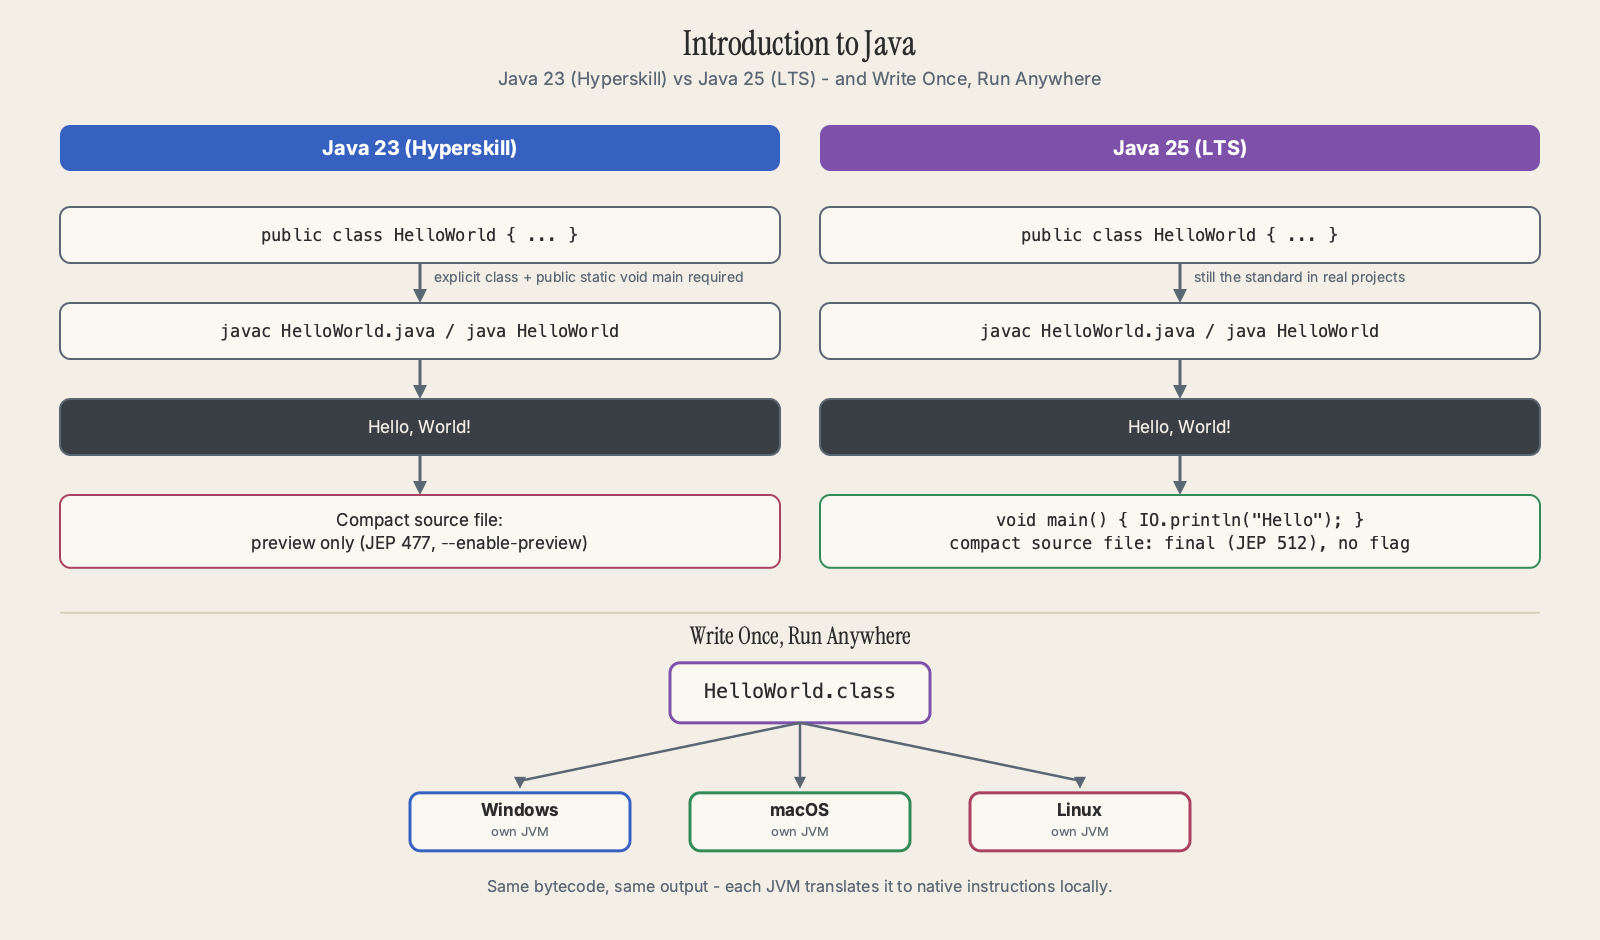 Introduction to Java
Java 23 (Hyperskill) vs Java 25 (LTS) - and Write Once, Run Anywhere
Java 23 (Hyperskill)
public class HelloWorld { ... }
explicit class + public static void main required
javac HelloWorld.java / java HelloWorld
Hello, World!
Compact source file:
preview only (JEP 477, --enable-preview)
Java 25 (LTS)
public class HelloWorld { ... }
still the standard in real projects
javac HelloWorld.java / java HelloWorld
Hello, World!
void main() { IO.println("Hello"); }
compact source file: final (JEP 512), no flag
Write Once, Run Anywhere
HelloWorld.class
Windows
own JVM
macOS
own JVM
Linux
own JVM
Same bytecode, same output - each JVM translates it to native instructions locally.